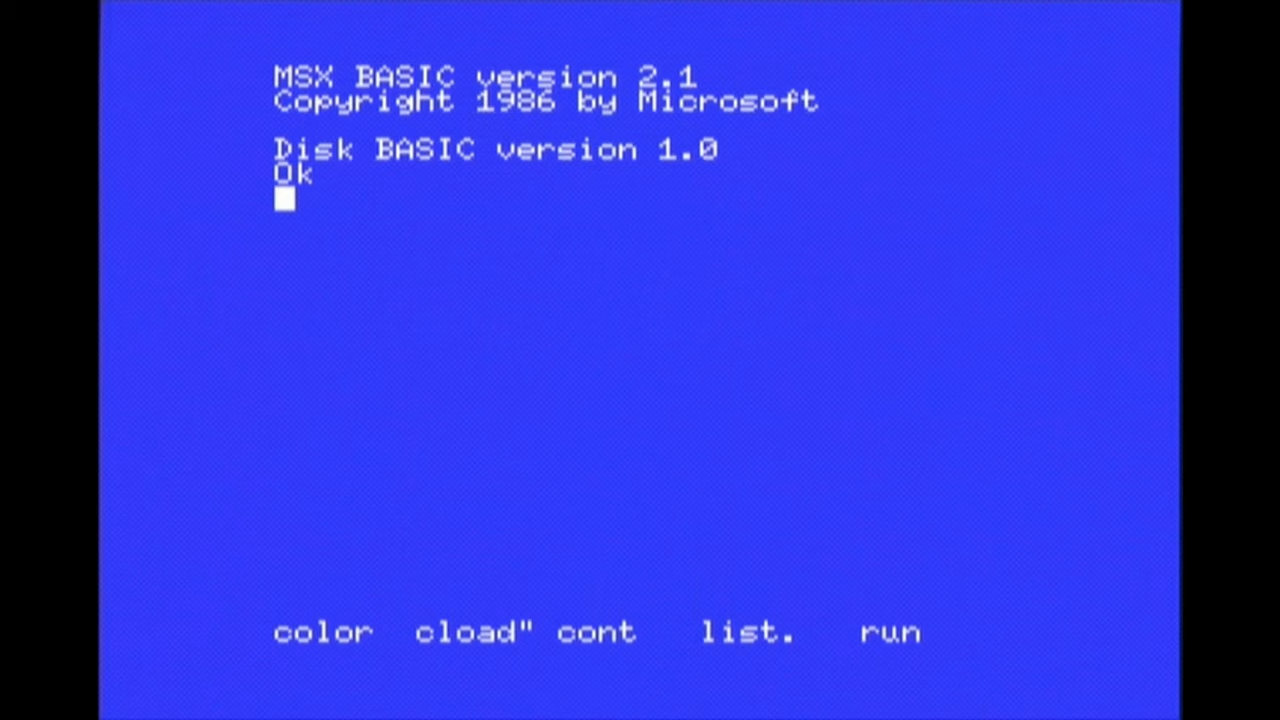 MSX BASIC version 2.1
Copyright 1986 by Microsoft
Disk BASIC version 1.0
Ok
color cload" cont list. run